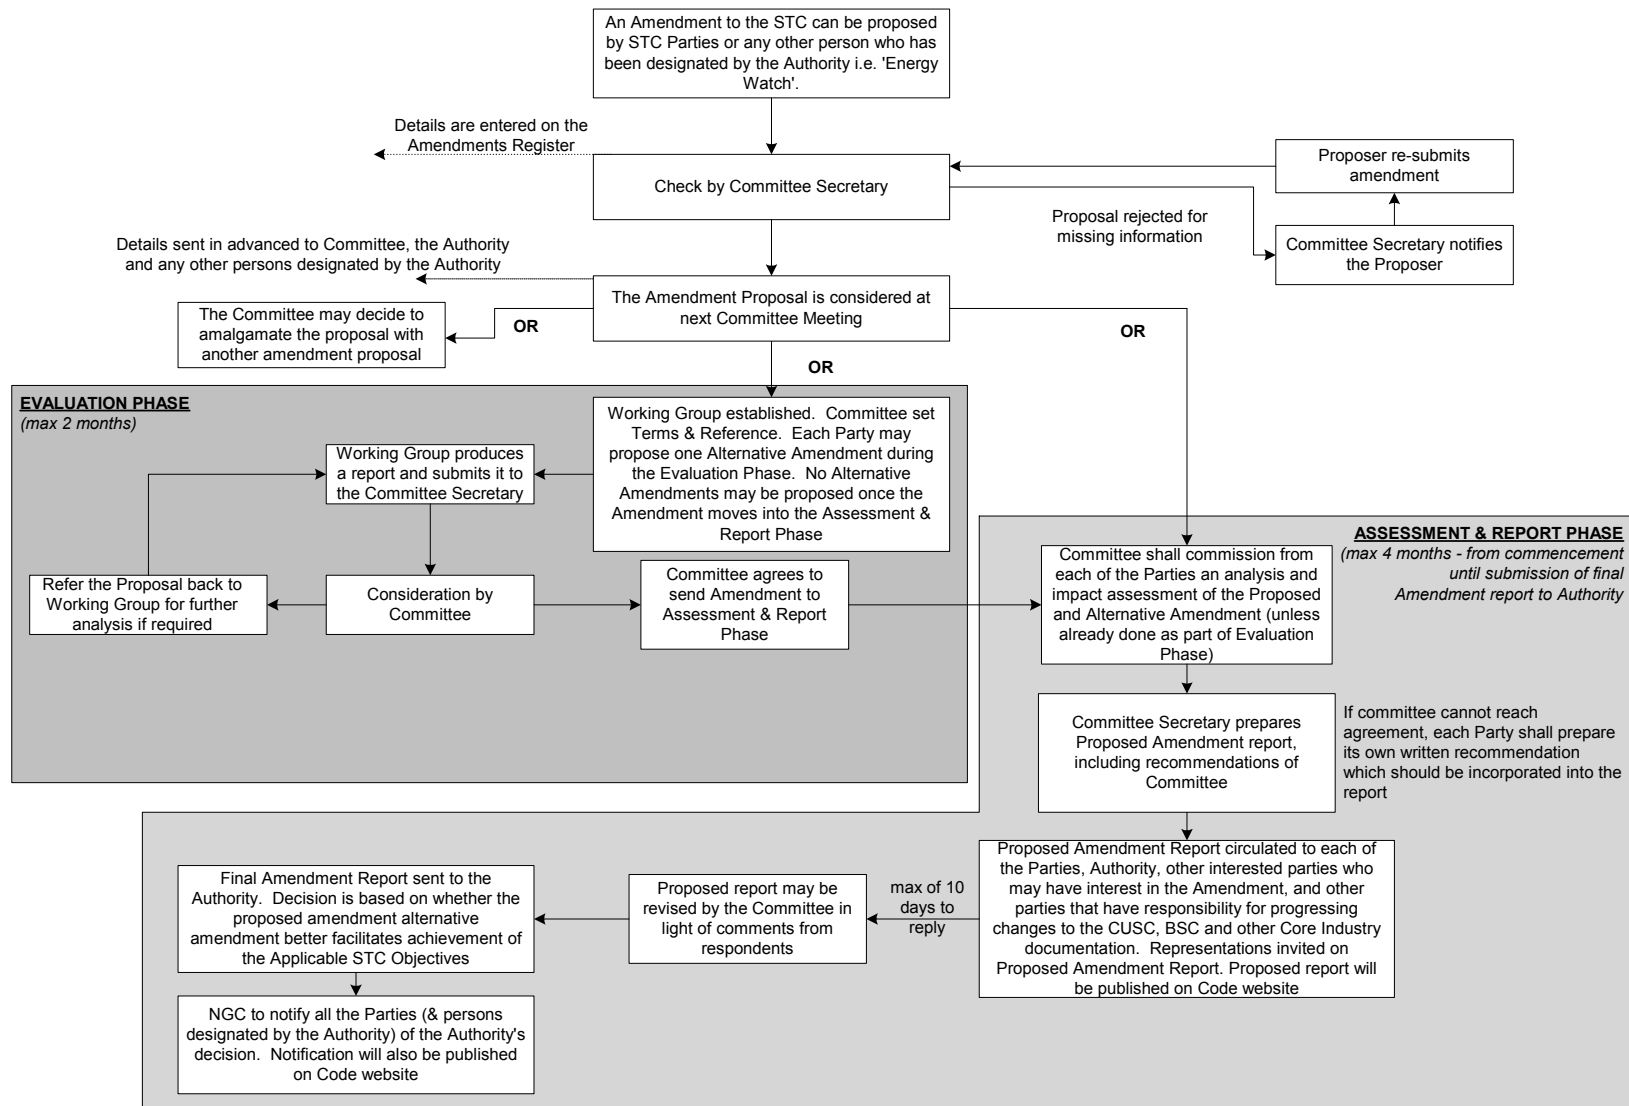 An Amendment to the STC can be proposed
by STC Parties or any other person who has
been designated by the Authority i.e. 'Energy
Watch'.
Details are entered on the
Amendments Register
Check by Committee Secretary
Proposer re-submits
amendment
Proposal rejected for
missing information
Committee Secretary notifies
the Proposer
Details sent in advanced to Committee, the Authority
and any other persons designated by the Authority
The Amendment Proposal is considered at
next Committee Meeting
The Committee may decide to
amalgamate the proposal with
another amendment proposal
OR
OR
OR
EVALUATION PHASE
(max 2 months)
Working Group established.  Committee set
Terms & Reference.  Each Party may
propose one Alternative Amendment during
the Evaluation Phase.  No Alternative
Amendments may be proposed once the
Amendment moves into the Assessment &
Report Phase
Working Group produces
a report and submits it to
the Committee Secretary
Refer the Proposal back to
Working Group for further
analysis if required
Consideration by
Committee
Committee agrees to
send Amendment to
Assessment & Report
Phase
ASSESSMENT & REPORT PHASE
(max 4 months - from commencement
until submission of final
Amendment report to Authority
Committee shall commission from
each of the Parties an analysis and
impact assessment of the Proposed
and Alternative Amendment (unless
already done as part of Evaluation
Phase)
Committee Secretary prepares
Proposed Amendment report,
including recommendations of
Committee
If committee cannot reach
agreement, each Party shall prepare
its own written recommendation
which should be incorporated into the
report
Proposed Amendment Report circulated to each of
the Parties, Authority, other interested parties who
may have interest in the Amendment, and other
parties that have responsibility for progressing
changes to the CUSC, BSC and other Core Industry
documentation.  Representations invited on
Proposed Amendment Report. Proposed report will
be published on Code website
max of 10
days to
reply
Proposed report may be
revised by the Committee in
light of comments from
respondents
Final Amendment Report sent to the
Authority.  Decision is based on whether the
proposed amendment alternative
amendment better facilitates achievement of
the Applicable STC Objectives
NGC to notify all the Parties (& persons
designated by the Authority) of the Authority's
decision.  Notification will also be published
on Code website